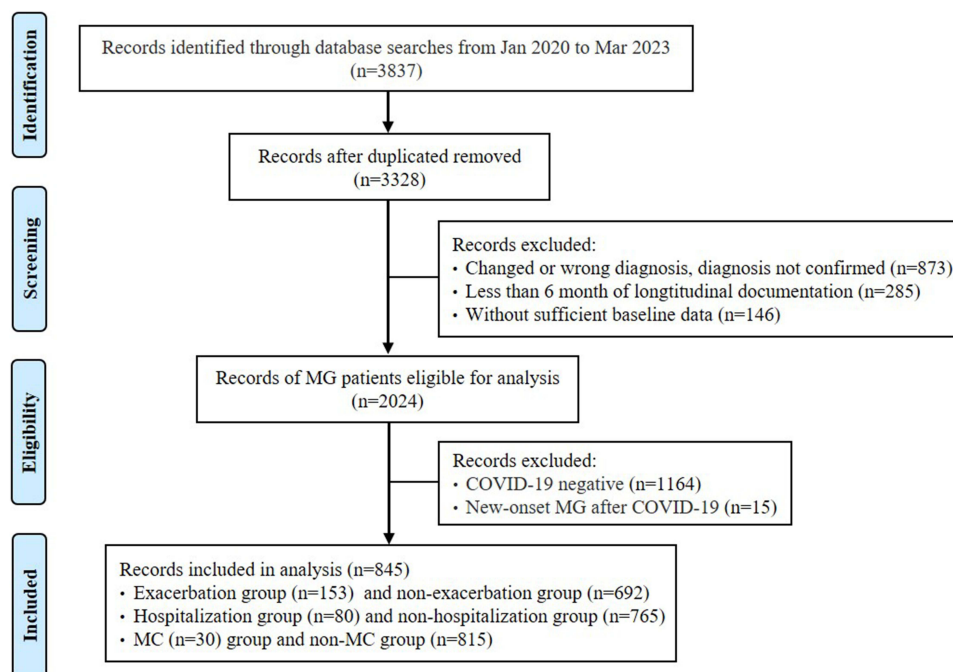 Identification
Records identified through database searches from Jan 2020 to Mar 2023
(n=3837)
Records after duplicated removed
(n=3328)
Screening
Records excluded:
• Changed or wrong diagnosis, diagnosis not confirmed (n=873)
• Less than 6 month of longtitudinal documentation (n=285)
• Without sufficient baseline data (n=146)
Eligibility
Records of MG patients eligible for analysis
(n=2024)
Records excluded:
• COVID-19 negative (n=1164)
• New-onset MG after COVID-19 (n=15)
Included
Records included in analysis (n=845)
• Exacerbation group (n=153) and non-exacerbation group (n=692)
• Hospitalization group (n=80) and non-hospitalization group (n=765)
• MC (n=30) group and non-MC group (n=815)